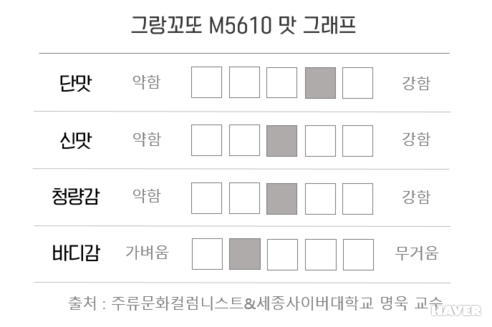 그랑꼬또 M5610 맛 그래프
단맛 약함 강함
신맛 약함 강함
청량감 약함 강함
바디감 가벼움 무거움
출처 : 주류문화컬럼니스트&세종사이버대학교 명욱 교수
NAVER